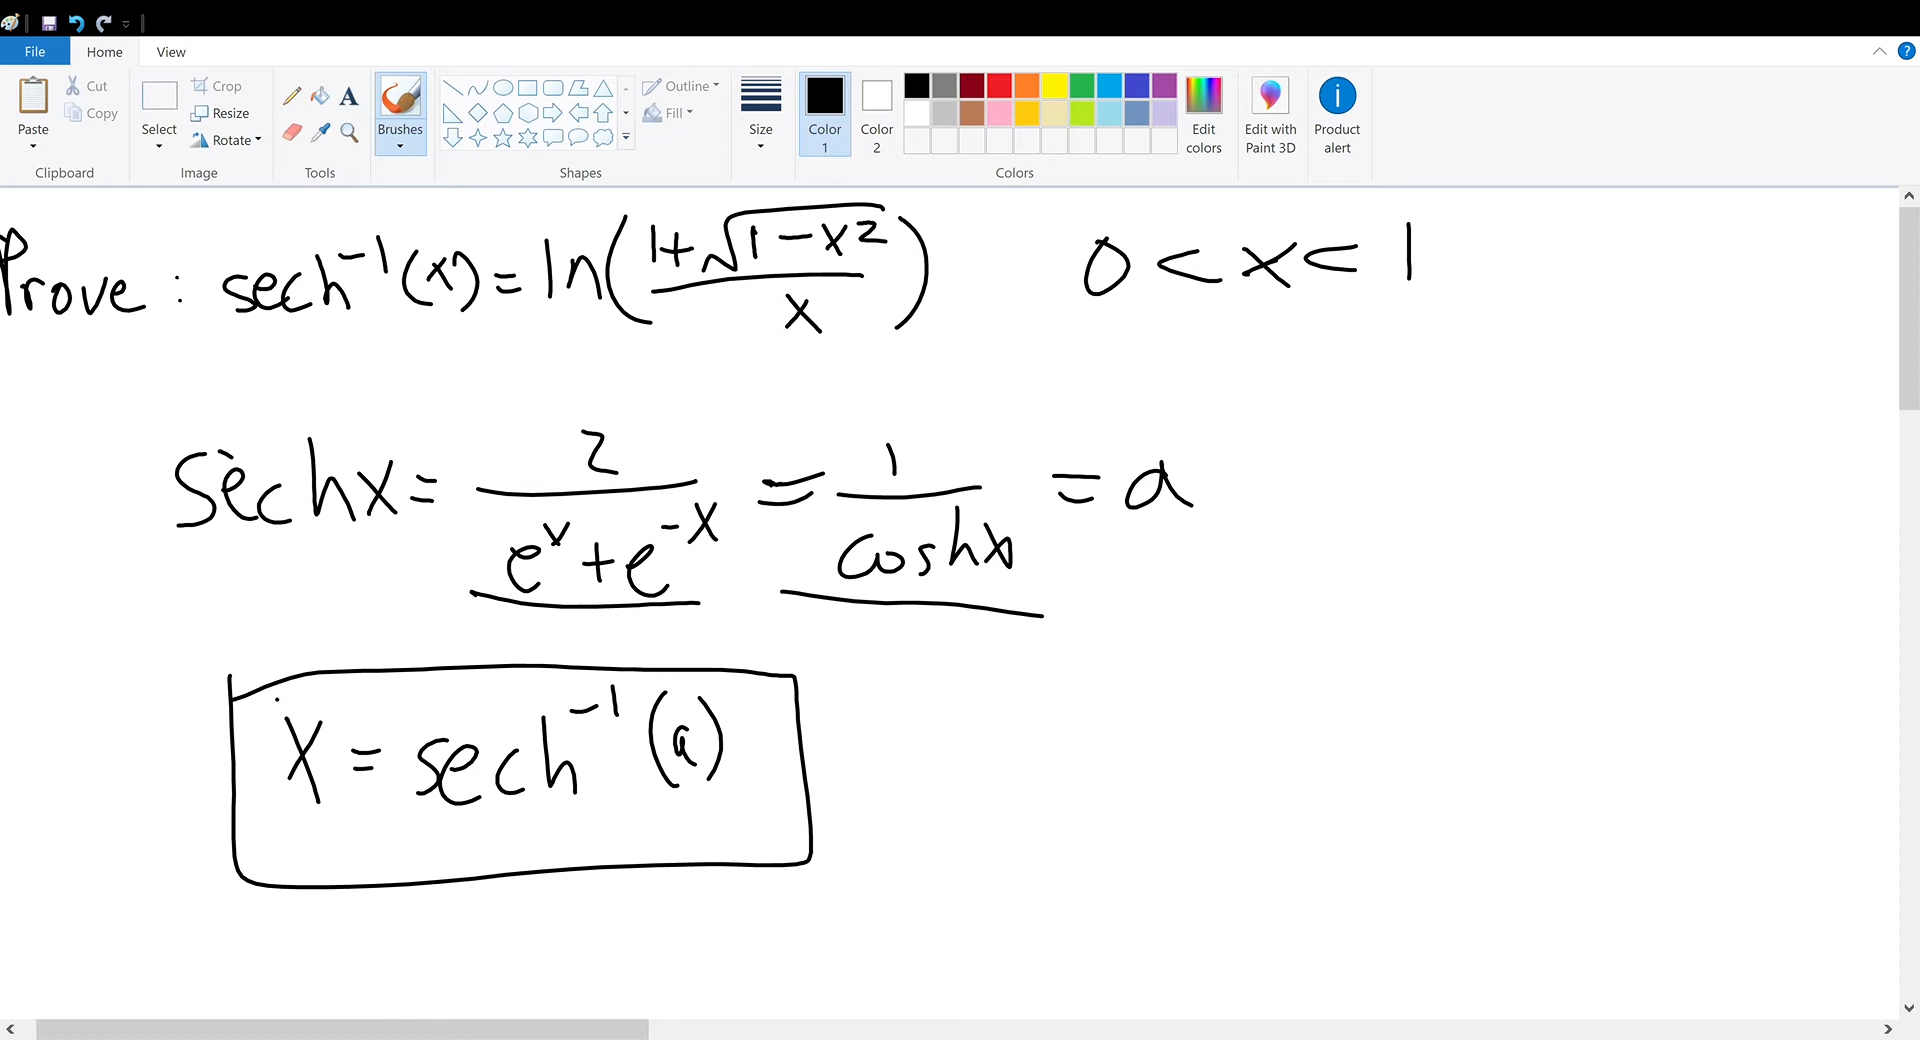 File Home View
Paste Cut Copy Clipboard
Select Crop Resize Rotate Image
A Tools
Brushes
Outline Fill Shapes
Size
Color 1 Color 2 Edit colors Colors
Edit with Paint 3D
Product alert
Prove : sech⁻¹(x) = ln((1+√(1−x²))/x) 0 < x < 1
sech x = 2/(eˣ + e⁻ˣ) = 1/cosh x = a
x = sech⁻¹(a)